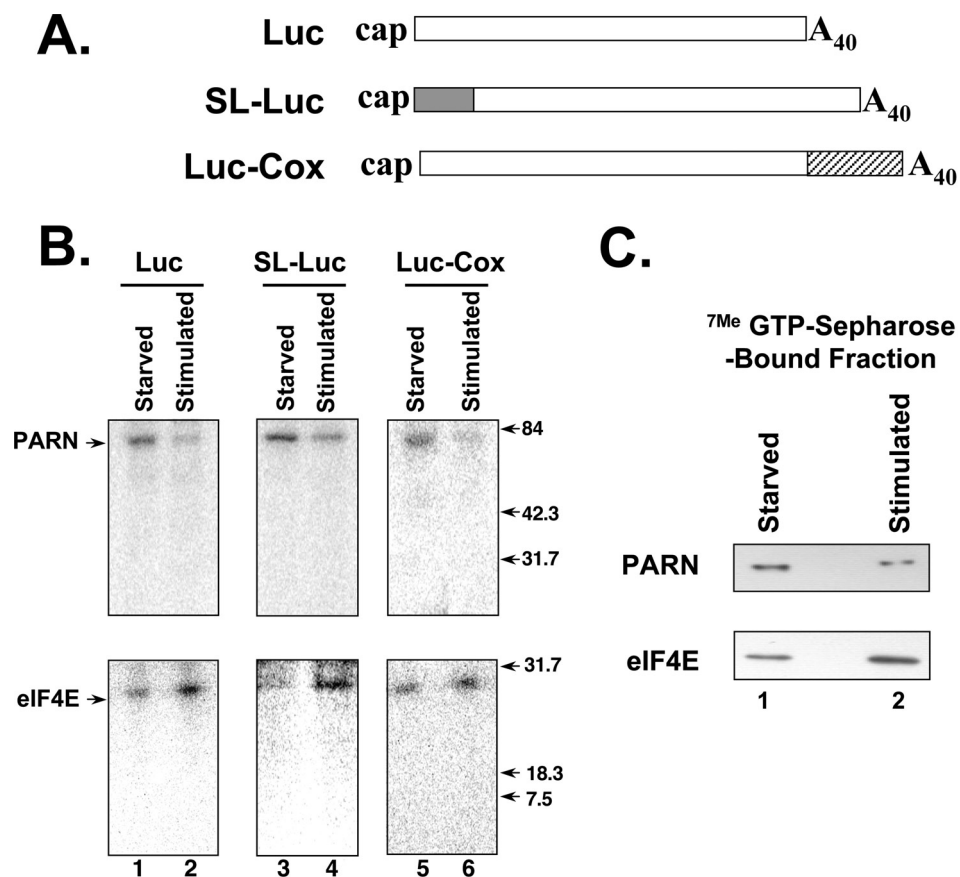 A.
Luc cap A40
SL-Luc cap A40
Luc-Cox cap A40
B.
Luc SL-Luc Luc-Cox
Starved Stimulated Starved Stimulated Starved Stimulated
PARN
84
42.3
31.7
eIF4E
31.7
18.3
7.5
1 2 3 4 5 6
C.
7Me GTP-Sepharose
-Bound Fraction
Starved Stimulated
PARN
eIF4E
1 2